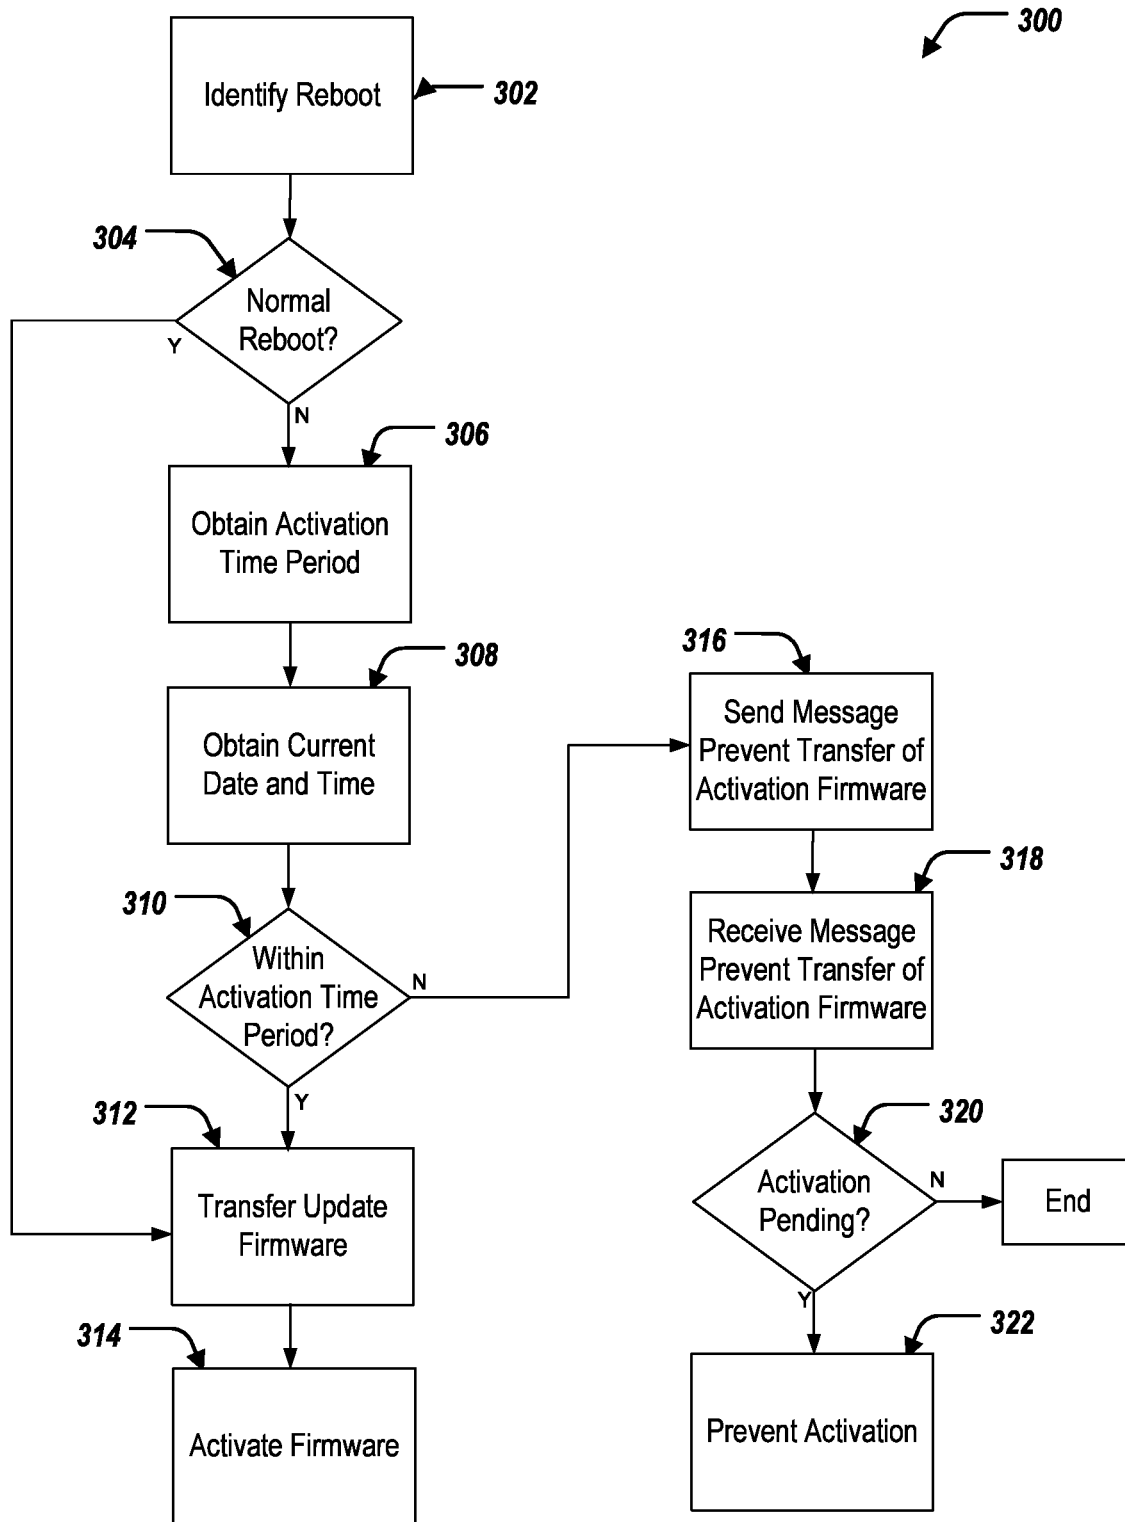 300
Identify Reboot
302
304
Normal
Reboot?
Y
N
306
Obtain Activation
Time Period
308
Obtain Current
Date and Time
310
Within
Activation Time
Period?
N
Y
312
Transfer Update
Firmware
314
Activate Firmware
316
Send Message
Prevent Transfer of
Activation Firmware
318
Receive Message
Prevent Transfer of
Activation Firmware
320
Activation
Pending?
N
End
Y
322
Prevent Activation